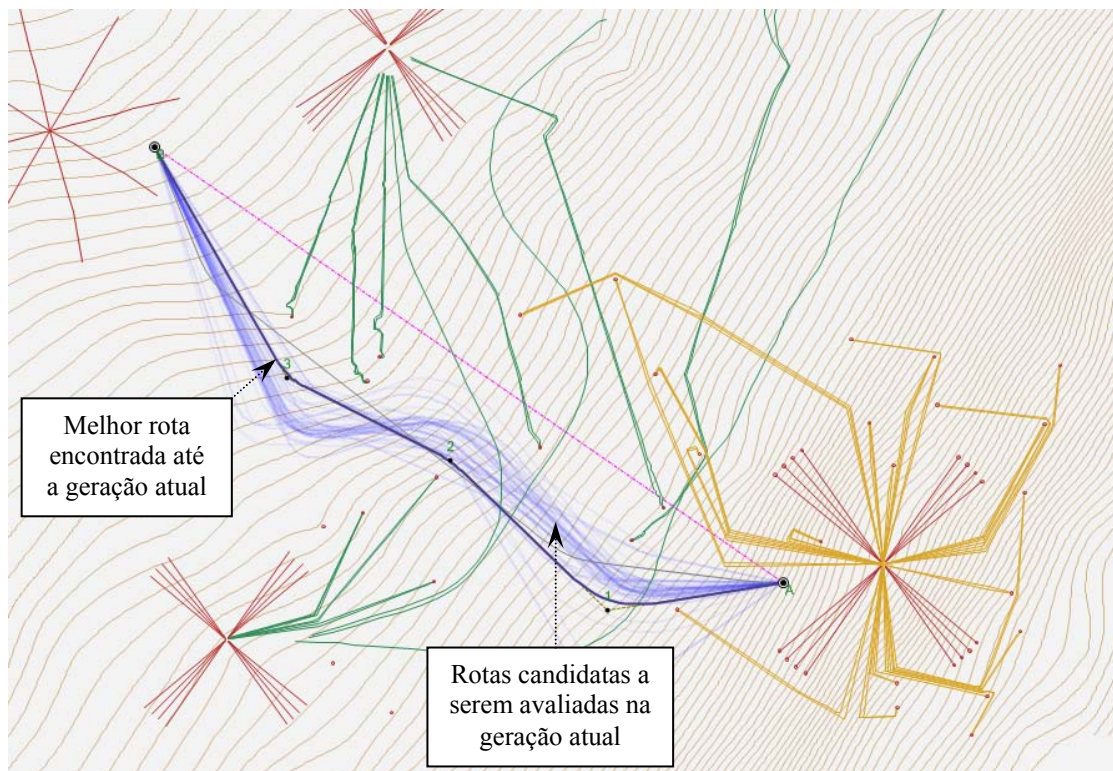 3
Melhor rota
encontrada até
a geração atual
2
1
A
Rotas candidatas a
serem avaliadas na
geração atual